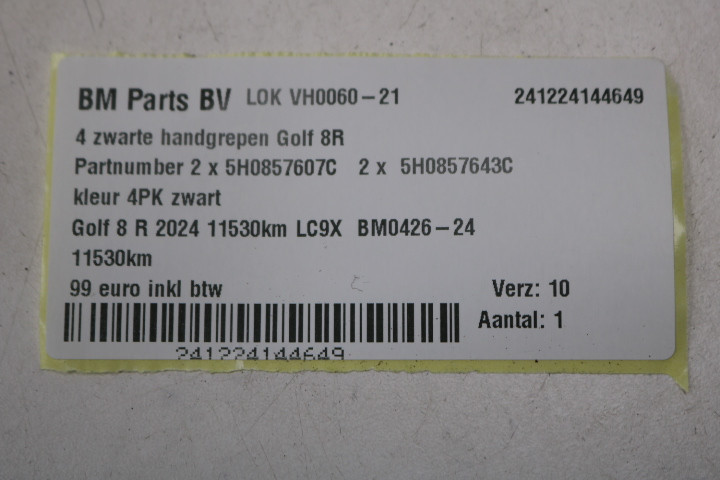 BM Parts BV LOK VH0060-21 241224144649
4 zwarte handgrepen Golf 8R
Partnumber 2 x 5H0857607C 2 x 5H0857643C
kleur 4PK zwart
Golf 8 R 2024 11530km LC9X BM0426-24
11530km
99 euro inkl btw Verz: 10
Aantal: 1
241224144649